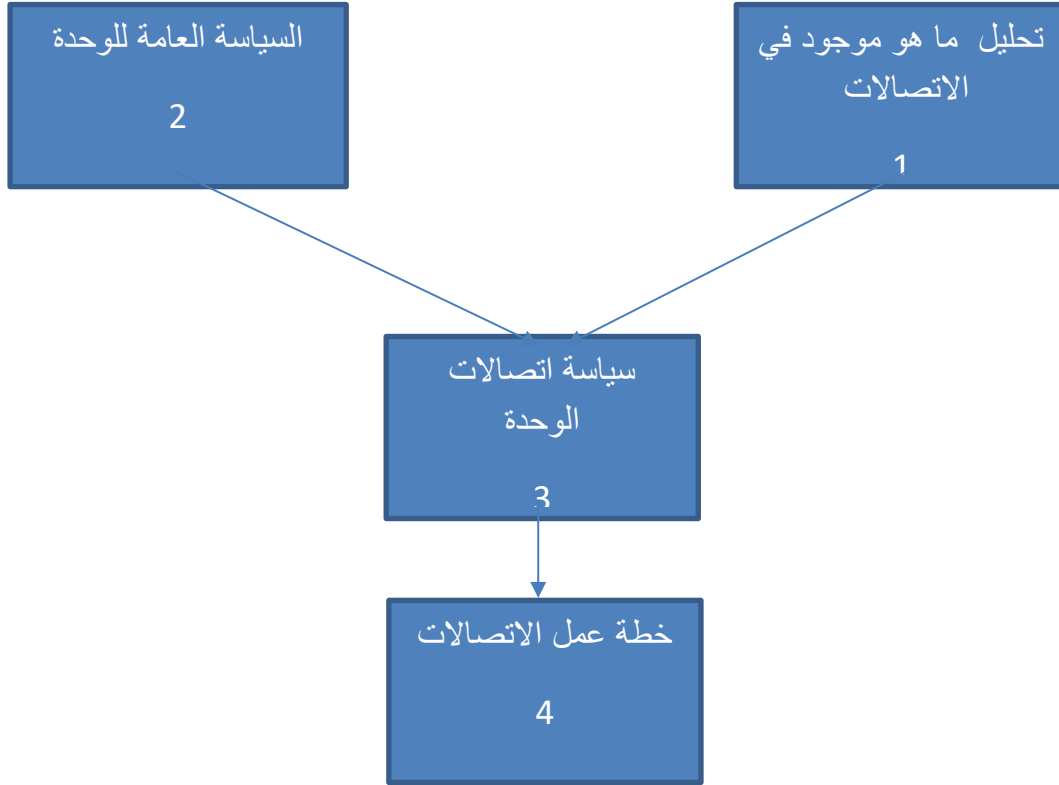 تحليل ما هو موجود في
الاتصالات
1
السياسة العامة للوحدة
2
سياسة اتصالات
الوحدة
3
خطة عمل الاتصالات
4